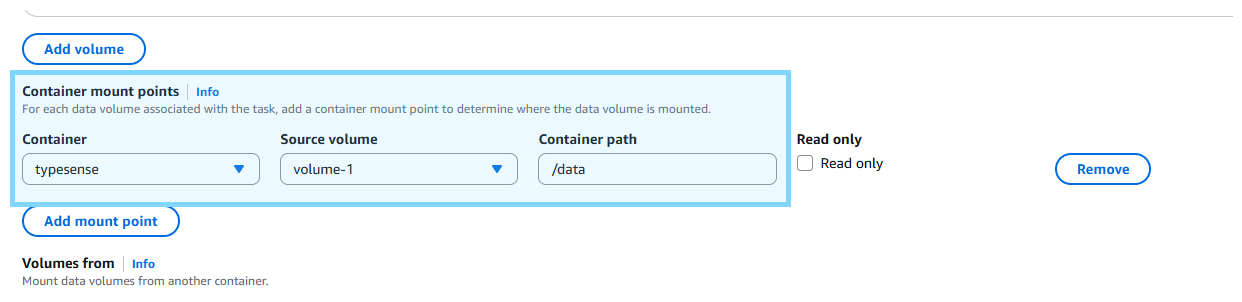 Add volume
Container mount points Info
For each data volume associated with the task, add a container mount point to determine where the data volume is mounted.
Container Source volume Container path Read only
typesense volume-1 /data Read only Remove
Add mount point
Volumes from Info
Mount data volumes from another container.